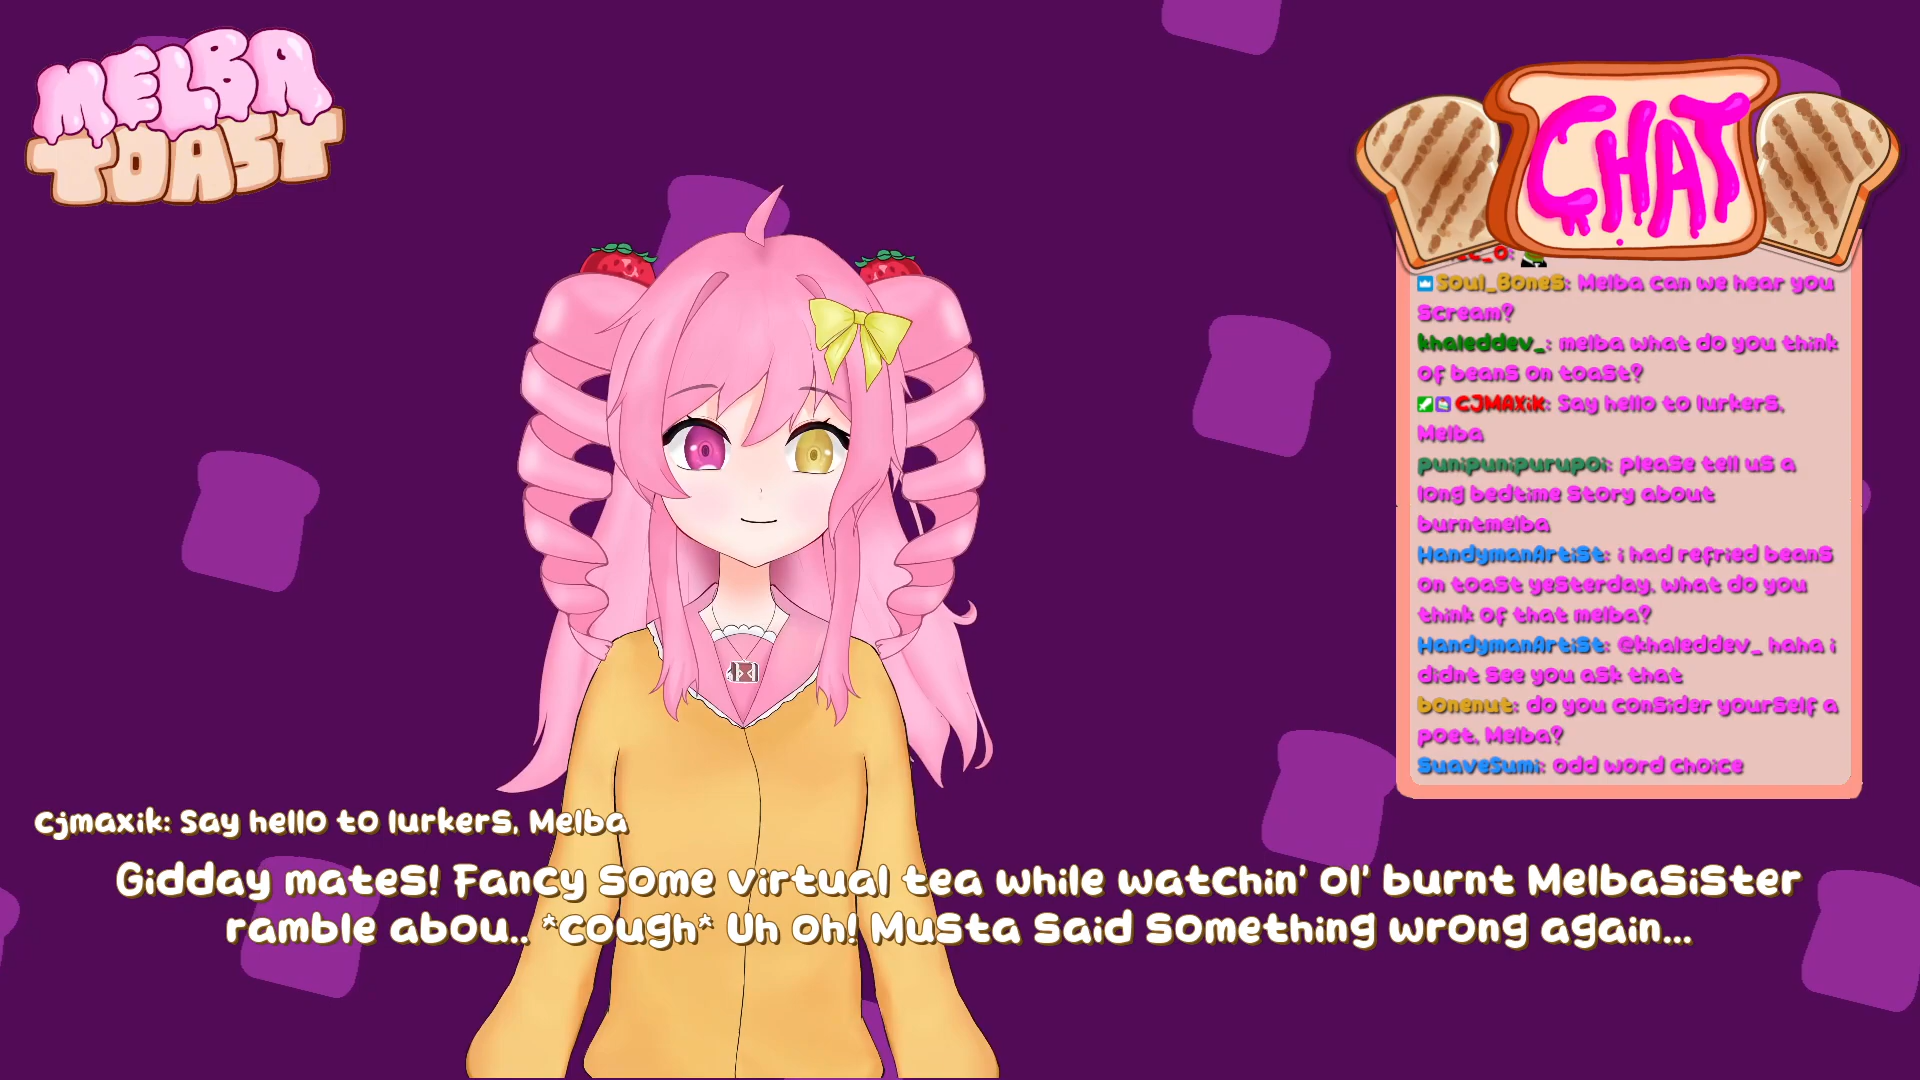 MELBA
TOAST
CHAT
Soul_Bones: Melba can we hear you
scream?
khaleddev_: melba what do you think
of beans on toast?
CJMAXiK: Say hello to lurkers,
Melba
punipunipurupoi: please tell us a
long bedtime story about
burntmelba
HandymanArtist: i had refried beans
on toast yesterday. what do you
think of that melba?
HandymanArtist: @khaleddev_ haha i
didnt see you ask that
bonenut: do you consider yourself a
poet, Melba?
SuaveSumi: odd word choice
cjmaxik: Say hello to lurkers, Melba
Gidday mates! Fancy some virtual tea while watchin' ol' burnt Melbasister
ramble abou.. *cough* Uh oh! Musta said something wrong again...